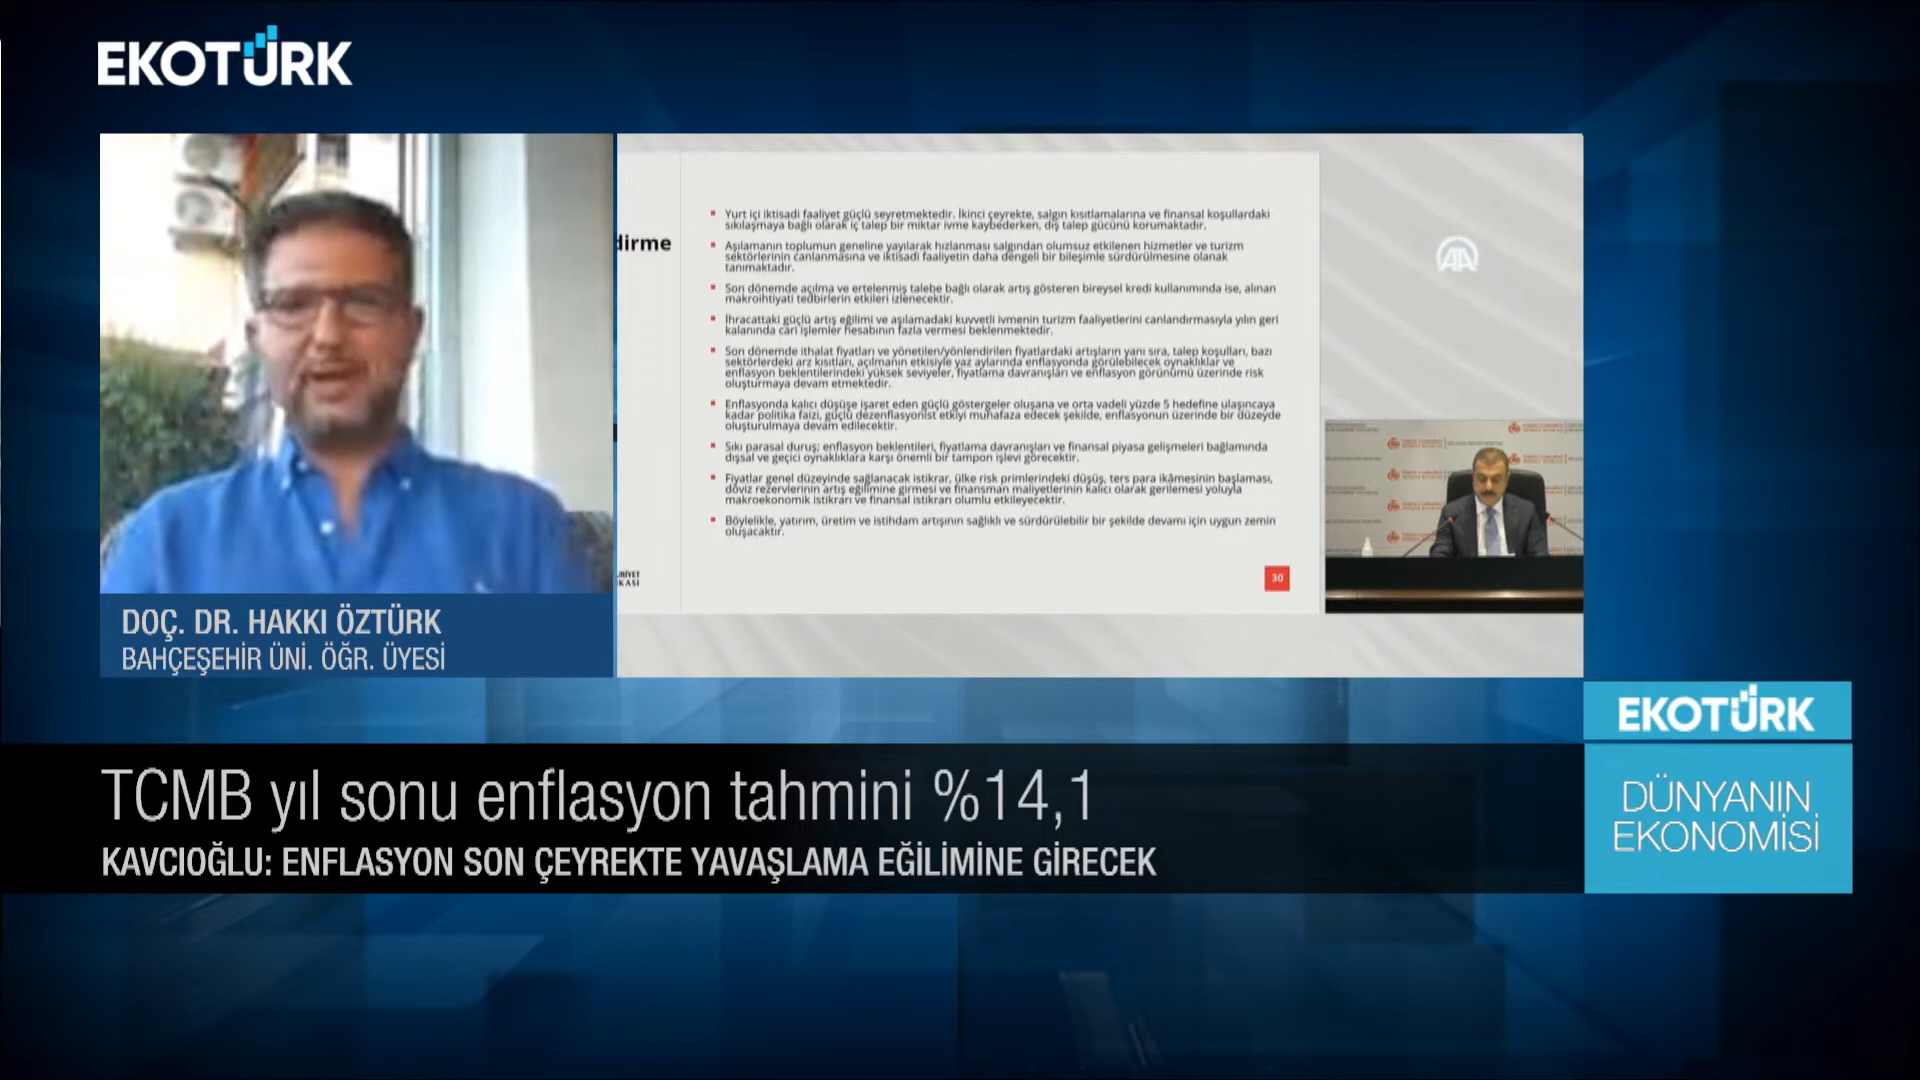 EKOTÜRK
dirme
Yurt içi iktisadi faaliyet güçlü seyretmektedir. İkinci çeyrekte, salgın kısıtlamalarına ve finansal koşullardaki
sıkılaşmaya bağlı olarak iç talep bir miktar ivme kaybederken, dış talep gücünü korumaktadır.
Aşılamanın toplumun geneline yayılarak hızlanması salgından olumsuz etkilenen hizmetler ve turizm
sektörlerinin canlanmasına ve iktisadi faaliyetin daha dengeli bir bileşimle sürdürülmesine olanak
tanımaktadır.
Son dönemde açılma ve ertelenmiş talebe bağlı olarak artış gösteren bireysel kredi kullanımında ise, alınan
makroihtiyati tedbirlerin etkileri izlenecektir.
İhracattaki güçlü artış eğilimi ve aşılamadaki kuvvetli ivmenin turizm faaliyetlerini canlandırmasıyla yılın geri
kalanında cari işlemler hesabının fazla vermesi beklenmektedir.
Son dönemde ithalat fiyatları ve yönetilen/yönlendirilen fiyatlardaki artışların yanı sıra, talep koşulları, bazı
sektörlerdeki arz kısıtları, açılmanın etkisiyle yaz aylarında enflasyonda görülebilecek oynaklıklar ve
enflasyon beklentilerindeki yüksek seviyeler, fiyatlama davranışları ve enflasyon görünümü üzerinde risk
oluşturmaya devam etmektedir.
Enflasyonda kalıcı düşüşe işaret eden güçlü göstergeler oluşana ve orta vadeli yüzde 5 hedefine ulaşıncaya
kadar politika faizi, güçlü dezenflasyonist etkiyi muhafaza edecek şekilde, enflasyonun üzerinde bir düzeyde
oluşturulmaya devam edilecektir.
Sıkı parasal duruş; enflasyon beklentileri, fiyatlama davranışları ve finansal piyasa gelişmeleri bağlamında
dışsal ve geçici oynaklıklara karşı önemli bir tampon işlevi görecektir.
Fiyatlar genel düzeyinde sağlanacak istikrar, ülke risk primlerindeki düşüş, ters para ikâmesinin başlaması,
döviz rezervlerinin artış eğilimine girmesi ve finansman maliyetlerinin kalıcı olarak gerilemesi yoluyla
makroekonomik istikrarı ve finansal istikrarı olumlu etkileyecektir.
Böylelikle, yatırım, üretim ve istihdam artışının sağlıklı ve sürdürülebilir bir şekilde devamı için uygun zemin
oluşacaktır.
30
AA
DOÇ. DR. HAKKI ÖZTÜRK
BAHÇEŞEHİR ÜNİ. ÖĞR. ÜYESİ
EKOTÜRK
DÜNYANIN
EKONOMİSİ
TCMB yıl sonu enflasyon tahmini %14,1
KAVCIOĞLU: ENFLASYON SON ÇEYREKTE YAVAŞLAMA EĞİLİMİNE GİRECEK